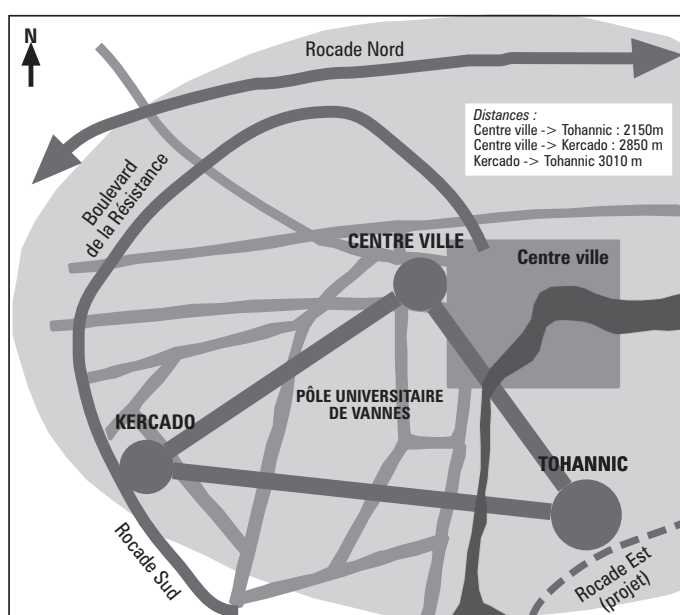 N
Rocade Nord
Distances :
Centre ville -> Tohannic : 2150m
Centre ville -> Kercado : 2850 m
Kercado -> Tohannic 3010 m
Boulevard
de la Résistance
CENTRE VILLE
Centre ville
PÔLE UNIVERSITAIRE
DE VANNES
KERCADO
TOHANNIC
Rocade Sud
Rocade Est
(projet)